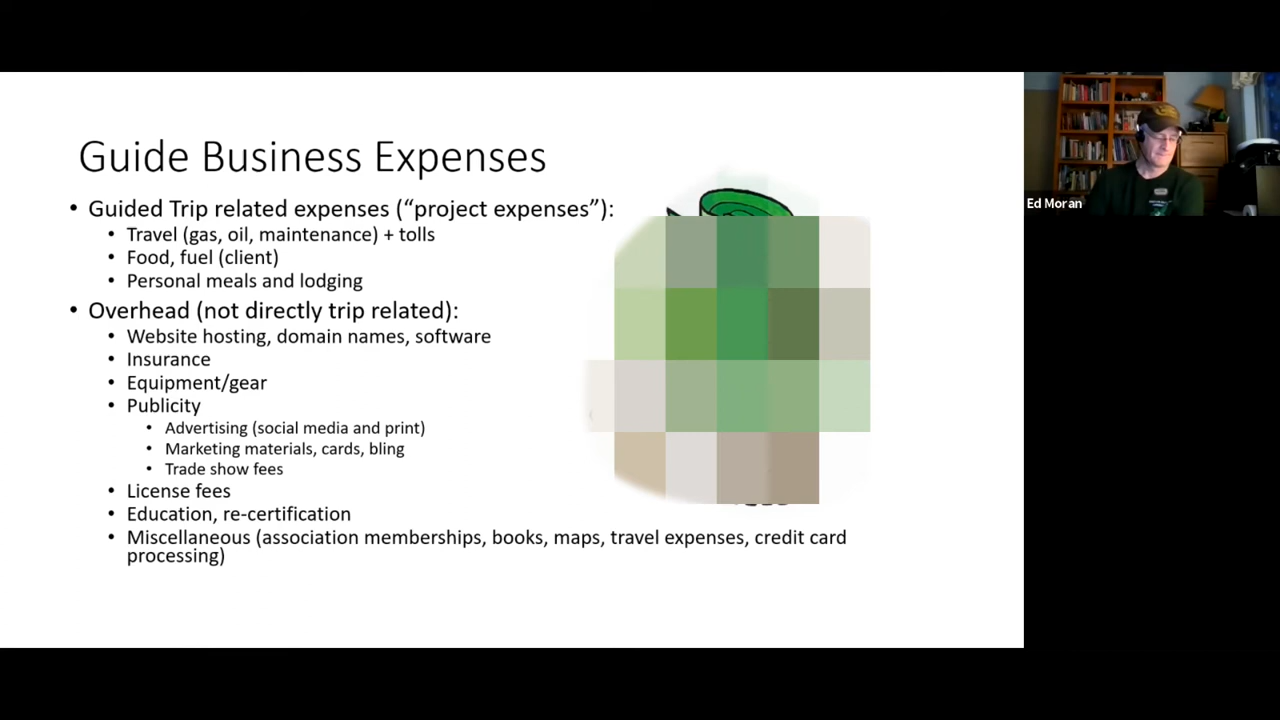 Guide Business Expenses
• Guided Trip related expenses (“project expenses”):
• Travel (gas, oil, maintenance) + tolls
• Food, fuel (client)
• Personal meals and lodging
• Overhead (not directly trip related):
• Website hosting, domain names, software
• Insurance
• Equipment/gear
• Publicity
• Advertising (social media and print)
• Marketing materials, cards, bling
• Trade show fees
• License fees
• Education, re-certification
• Miscellaneous (association memberships, books, maps, travel expenses, credit card
processing)
Ed Moran